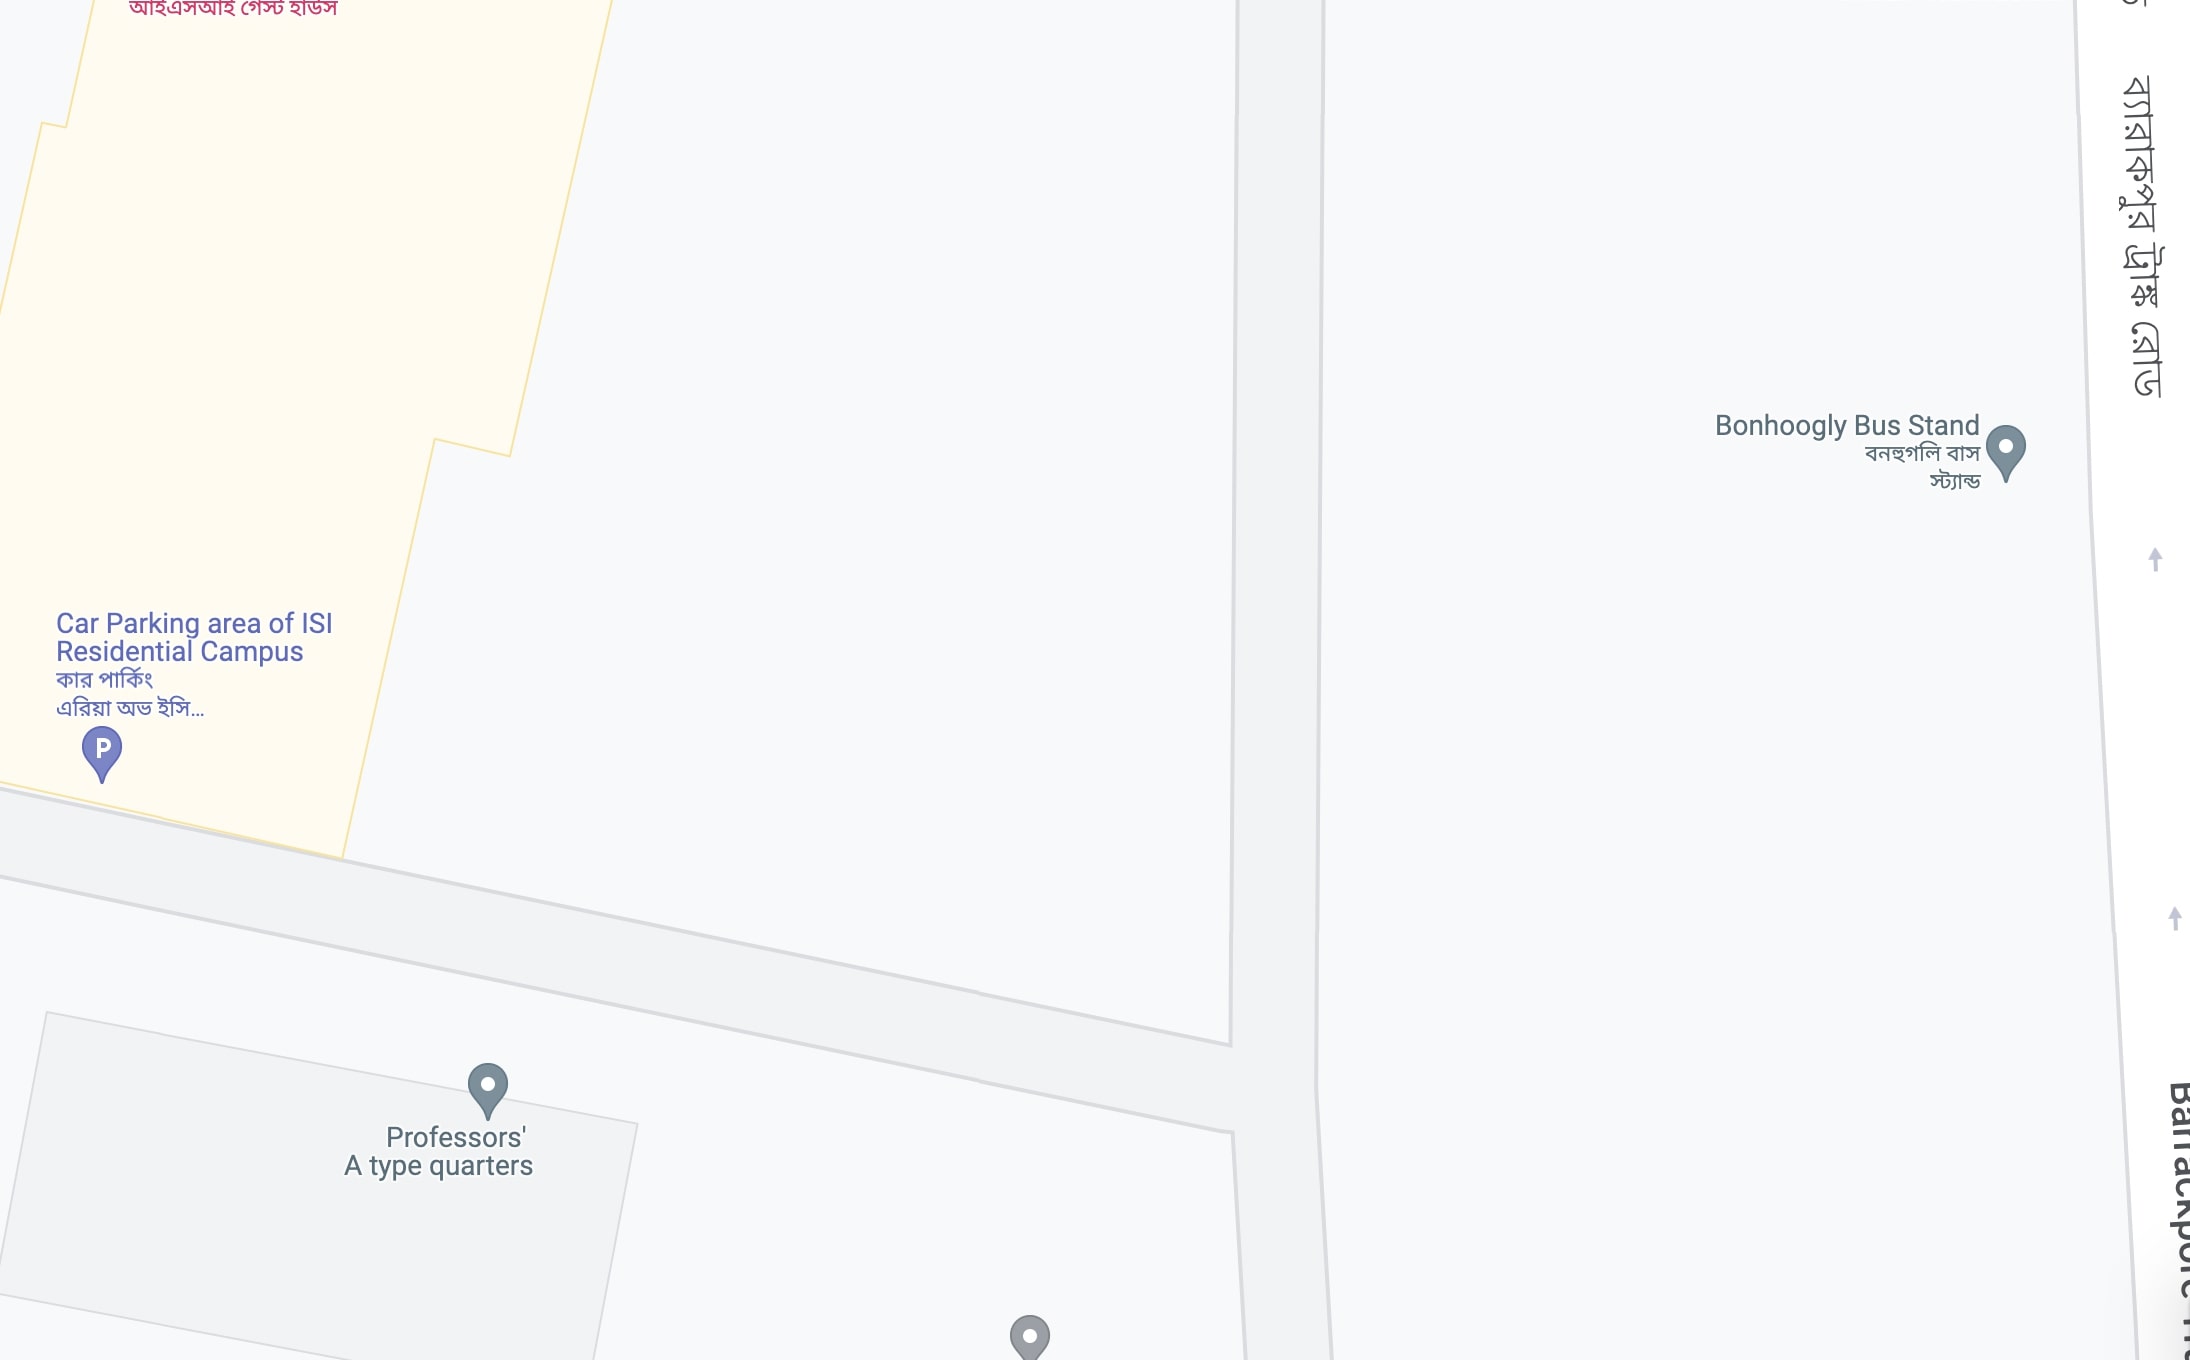 আইএসআই গেস্ট হাউস
ব্যারাকপুর ট্রাঙ্ক রোড
Bonhoogly Bus Stand
বনহুগলি বাস
স্ট্যান্ড
Car Parking area of ISI
Residential Campus
কার পার্কিং
এরিয়া অভ ইসি...
P
Professors'
A type quarters
Barrackpore